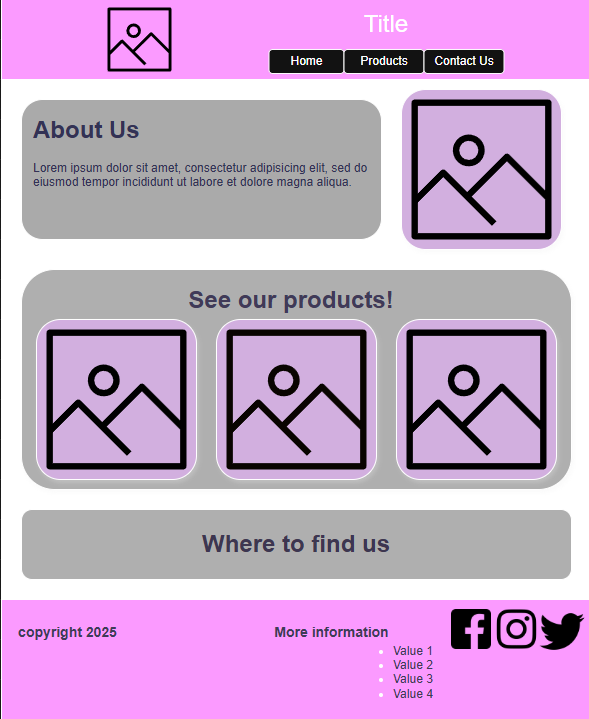 Title
Home Products Contact Us
About Us
Lorem ipsum dolor sit amet, consectetur adipisicing elit, sed do
eiusmod tempor incididunt ut labore et dolore magna aliqua.
See our products!
Where to find us
copyright 2025
More information
Value 1
Value 2
Value 3
Value 4